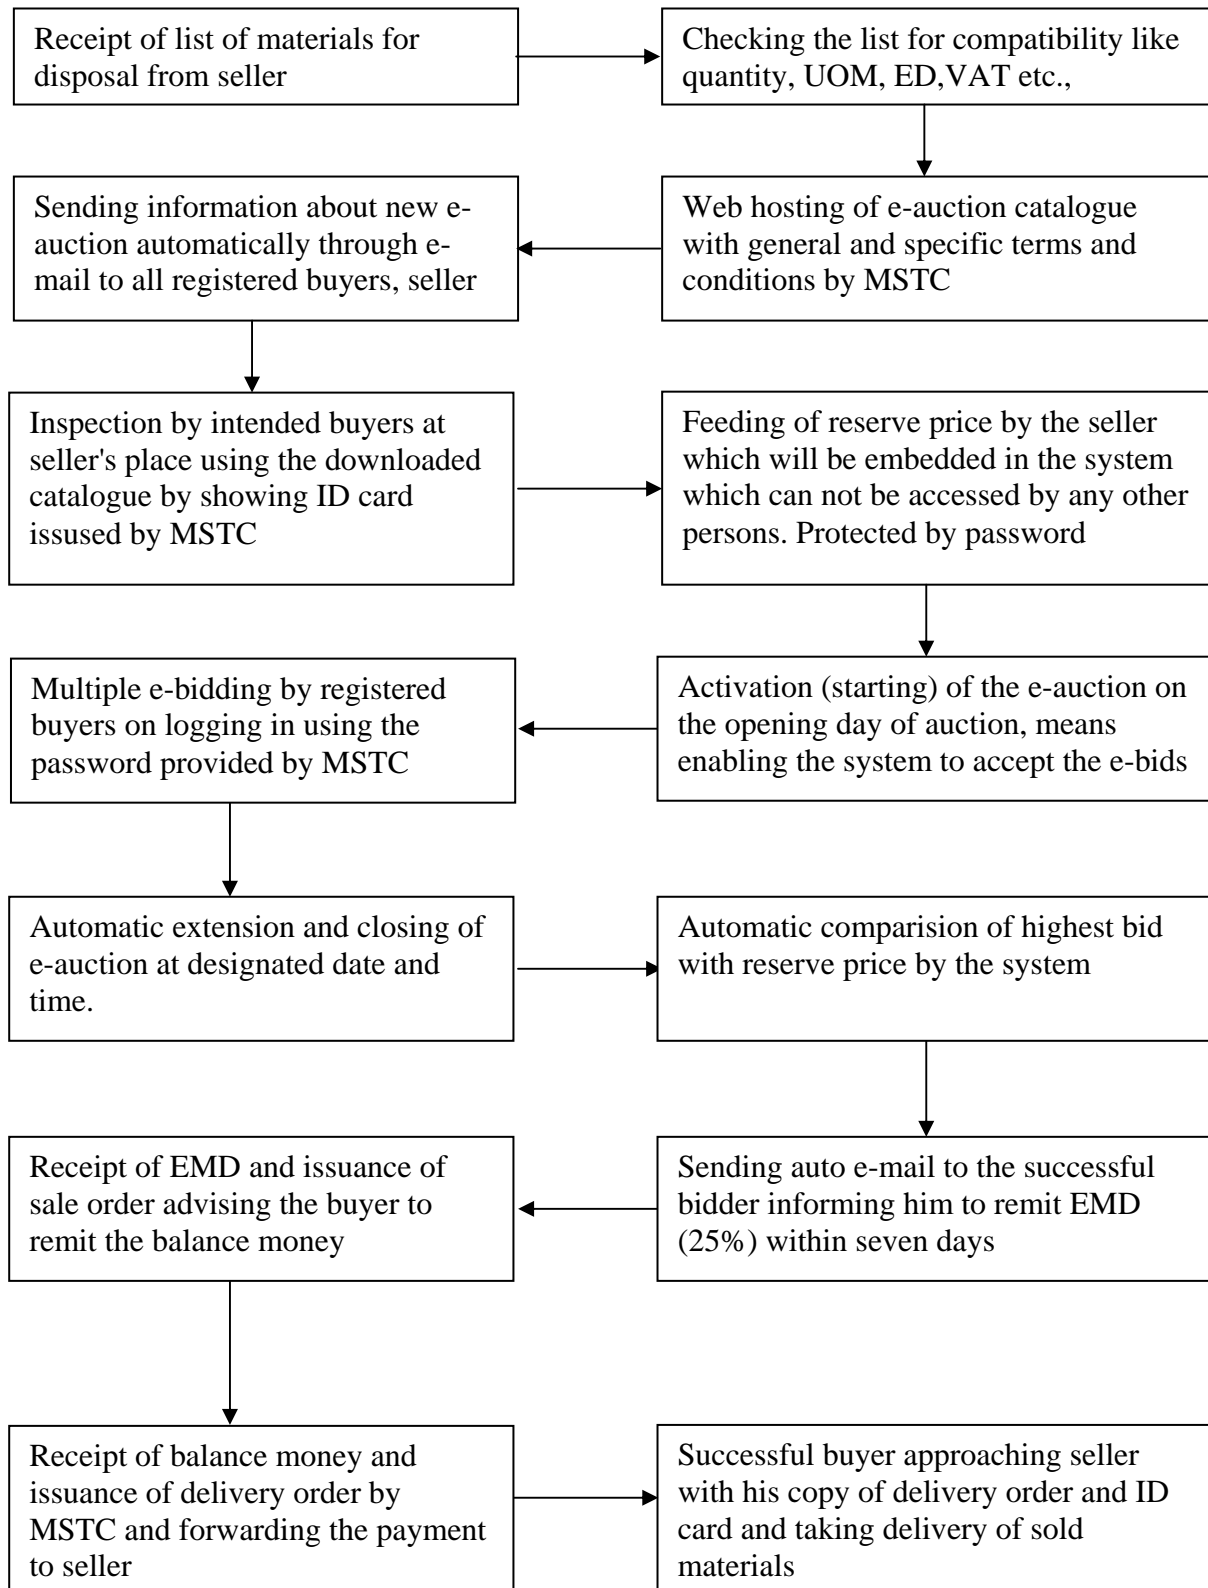 Receipt of list of materials for
disposal from seller
Checking the list for compatibility like
quantity, UOM, ED,VAT etc.,
Web hosting of e-auction catalogue
with general and specific terms and
conditions by MSTC
Sending information about new e-
auction automatically through e-
mail to all registered buyers, seller
Inspection by intended buyers at
seller's place using the downloaded
catalogue by showing ID card
issused by MSTC
Feeding of reserve price by the seller
which will be embedded in the system
which can not be accessed by any other
persons. Protected by password
Activation (starting) of the e-auction on
the opening day of auction, means
enabling the system to accept the e-bids
Multiple e-bidding by registered
buyers on logging in using the
password provided by MSTC
Automatic extension and closing of
e-auction at designated date and
time.
Automatic comparision of highest bid
with reserve price by the system
Sending auto e-mail to the successful
bidder informing him to remit EMD
(25%) within seven days
Receipt of EMD and issuance of
sale order advising the buyer to
remit the balance money
Receipt of balance money and
issuance of delivery order by
MSTC and forwarding the payment
to seller
Successful buyer approaching seller
with his copy of delivery order and ID
card and taking delivery of sold
materials